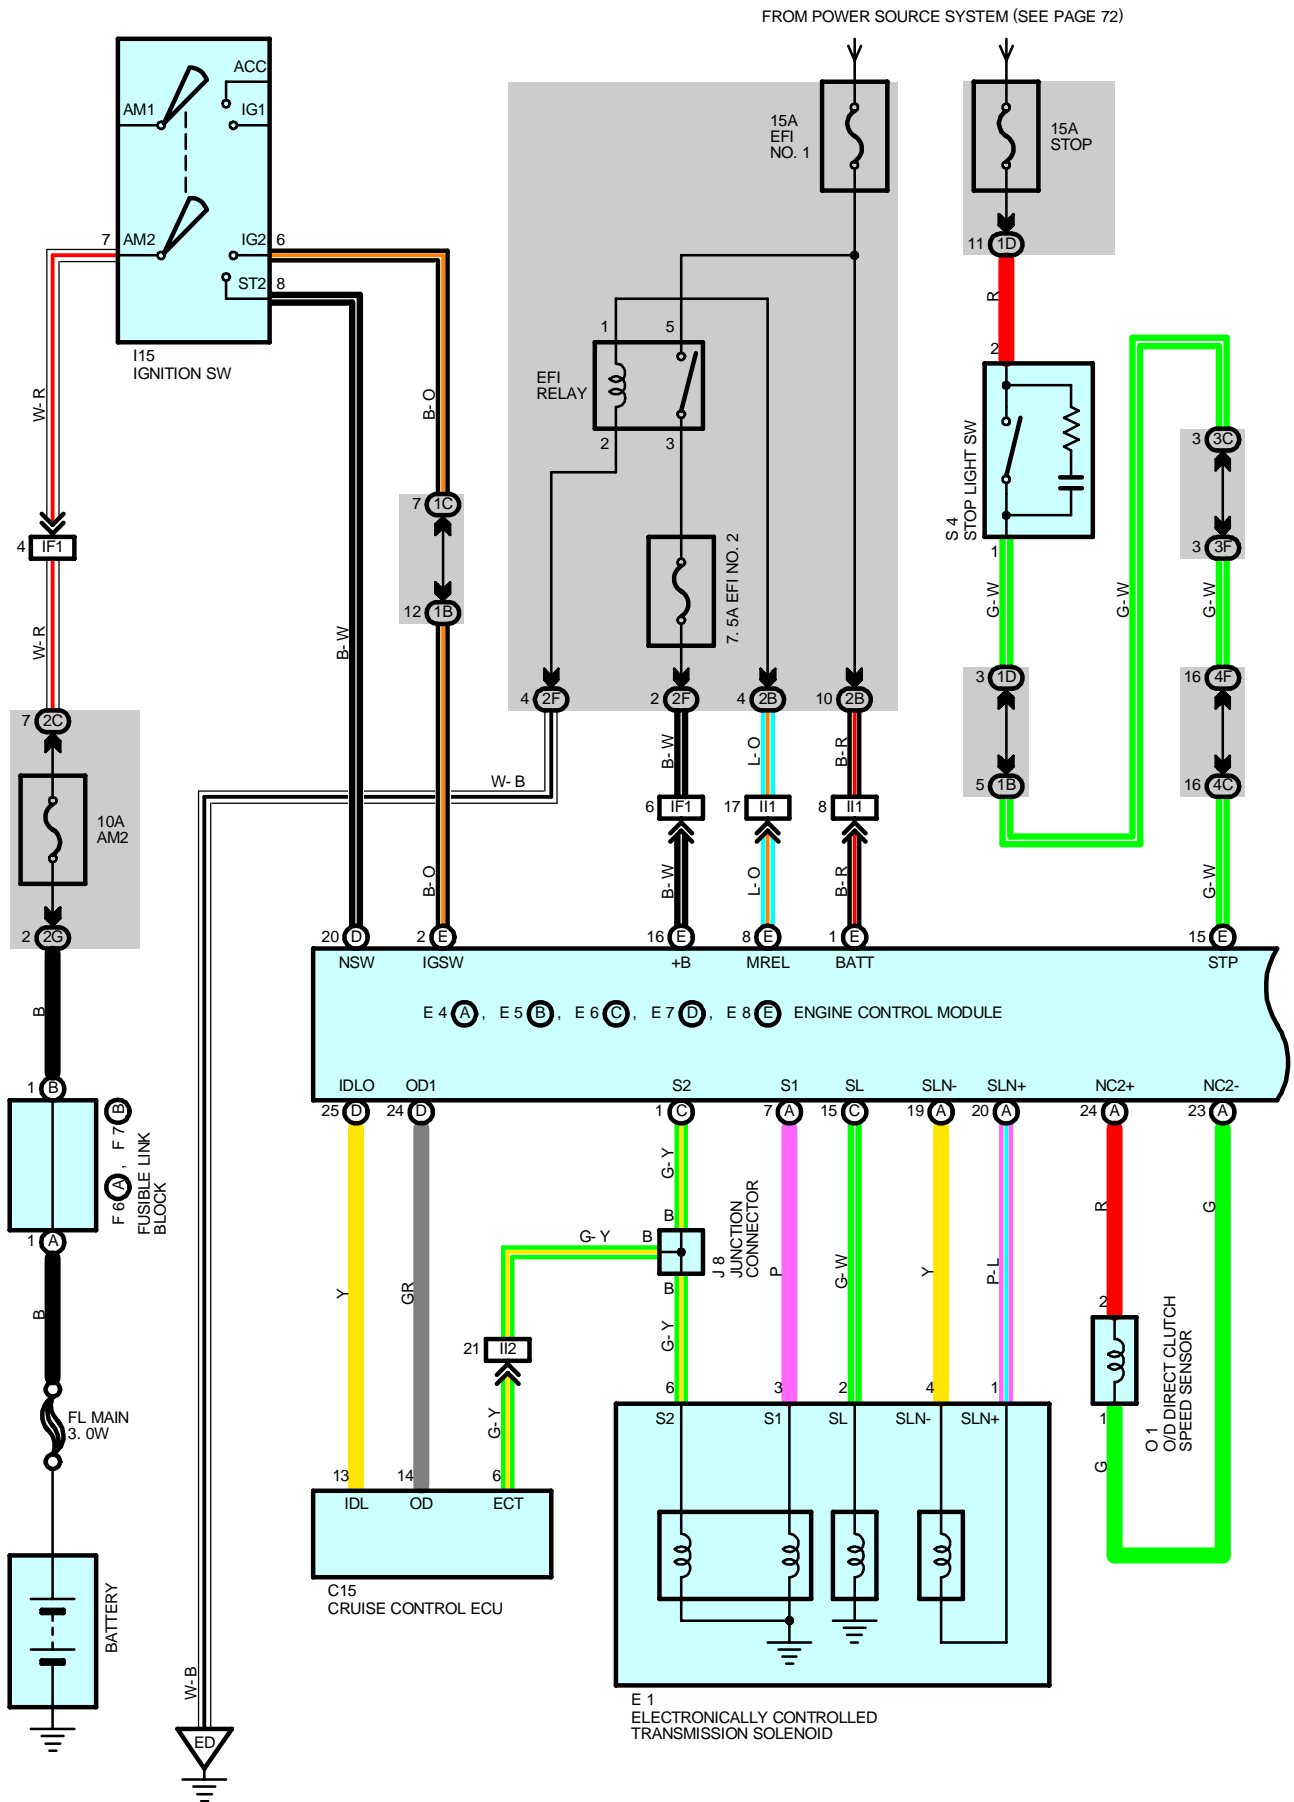 FROM POWER SOURCE SYSTEM (SEE PAGE 72)
ACC
AM1
IG1
7
AM2
IG2
6
ST2
8
I15
IGNITION SW
15A
EFI
NO. 1
15A
STOP
11
1D
R
2
1
5
EFI
RELAY
2
3
S 4
STOP LIGHT SW
1
3
3C
3
3F
W- R
B- O
7
1C
12
1B
4
IF1
W- R
B- W
7. 5A EFI NO. 2
G- W
G- W
G- W
3
1D
5
1B
16
4F
16
4C
4
2F
2
2F
4
2B
10
2B
7
2C
10A
AM2
2
2G
W- B
B- W
L- O
B- R
6
IF1
17
II1
8
II1
B- O
B- W
L- O
B- R
G- W
20
D
2
E
16
E
8
E
1
E
15
E
NSW
IGSW
+B
MREL
BATT
STP
E 4 A , E 5 B , E 6 C , E 7 D , E 8 E ENGINE CONTROL MODULE
IDLO
OD1
S2
S1
SL
SLN-
SLN+
NC2+
NC2-
25
D
24
D
1
C
7
A
15
C
19
A
20
A
24
A
23
A
B
1
B
F 6 A , F 7 B
FUSIBLE LINK
BLOCK
1
A
B
FL MAIN
3. 0W
BATTERY
Y
GR
G- Y
G- Y
B
B
B
J 8
JUNCTION
CONNECTOR
G- Y
21
II2
G- Y
P
G- W
Y
P- L
R
G
2
1
O 1
O/D DIRECT CLUTCH
SPEED SENSOR
G
13
14
6
IDL
OD
ECT
C15
CRUISE CONTROL ECU
6
3
2
4
1
S2
S1
SL
SLN-
SLN+
E 1
ELECTRONICALLY CONTROLLED
TRANSMISSION SOLENOID
W- B
ED